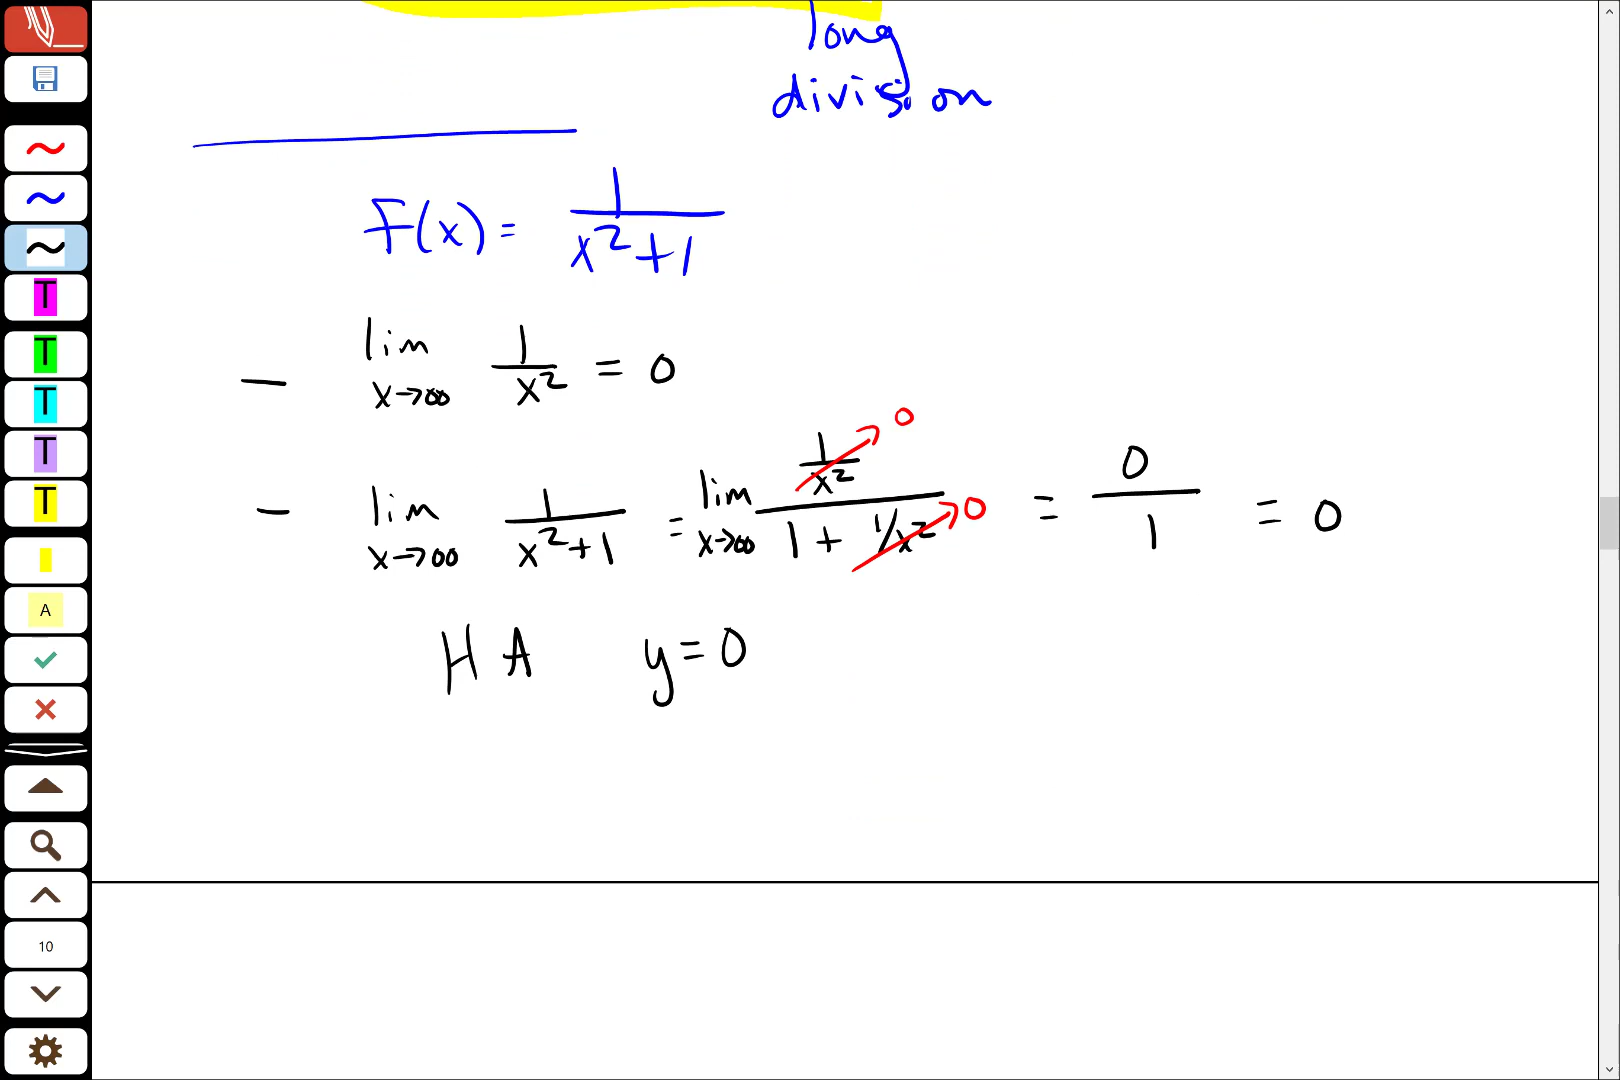 long
division
F(x) = 1/(x²+1)
— lim x→∞ 1/x² = 0
— lim x→∞ 1/(x²+1) = lim x→∞ (1/x²)/(1 + 1/x²) = 0/1 = 0
0
0
H A y = 0
T
T
T
T
T
A
10